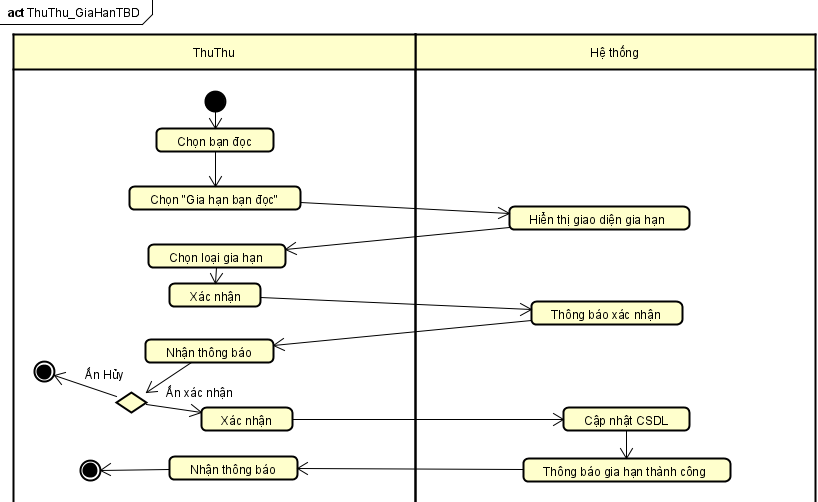 act ThuThu_GiaHanTBD
ThuThu
Hệ thống
Chọn bạn đọc
Chọn "Gia hạn bạn đọc"
Hiển thị giao diện gia hạn
Chọn loại gia hạn
Xác nhận
Thông báo xác nhận
Nhận thông báo
Ấn Hủy
Ấn xác nhận
Xác nhận
Cập nhật CSDL
Nhận thông báo
Thông báo gia hạn thành công